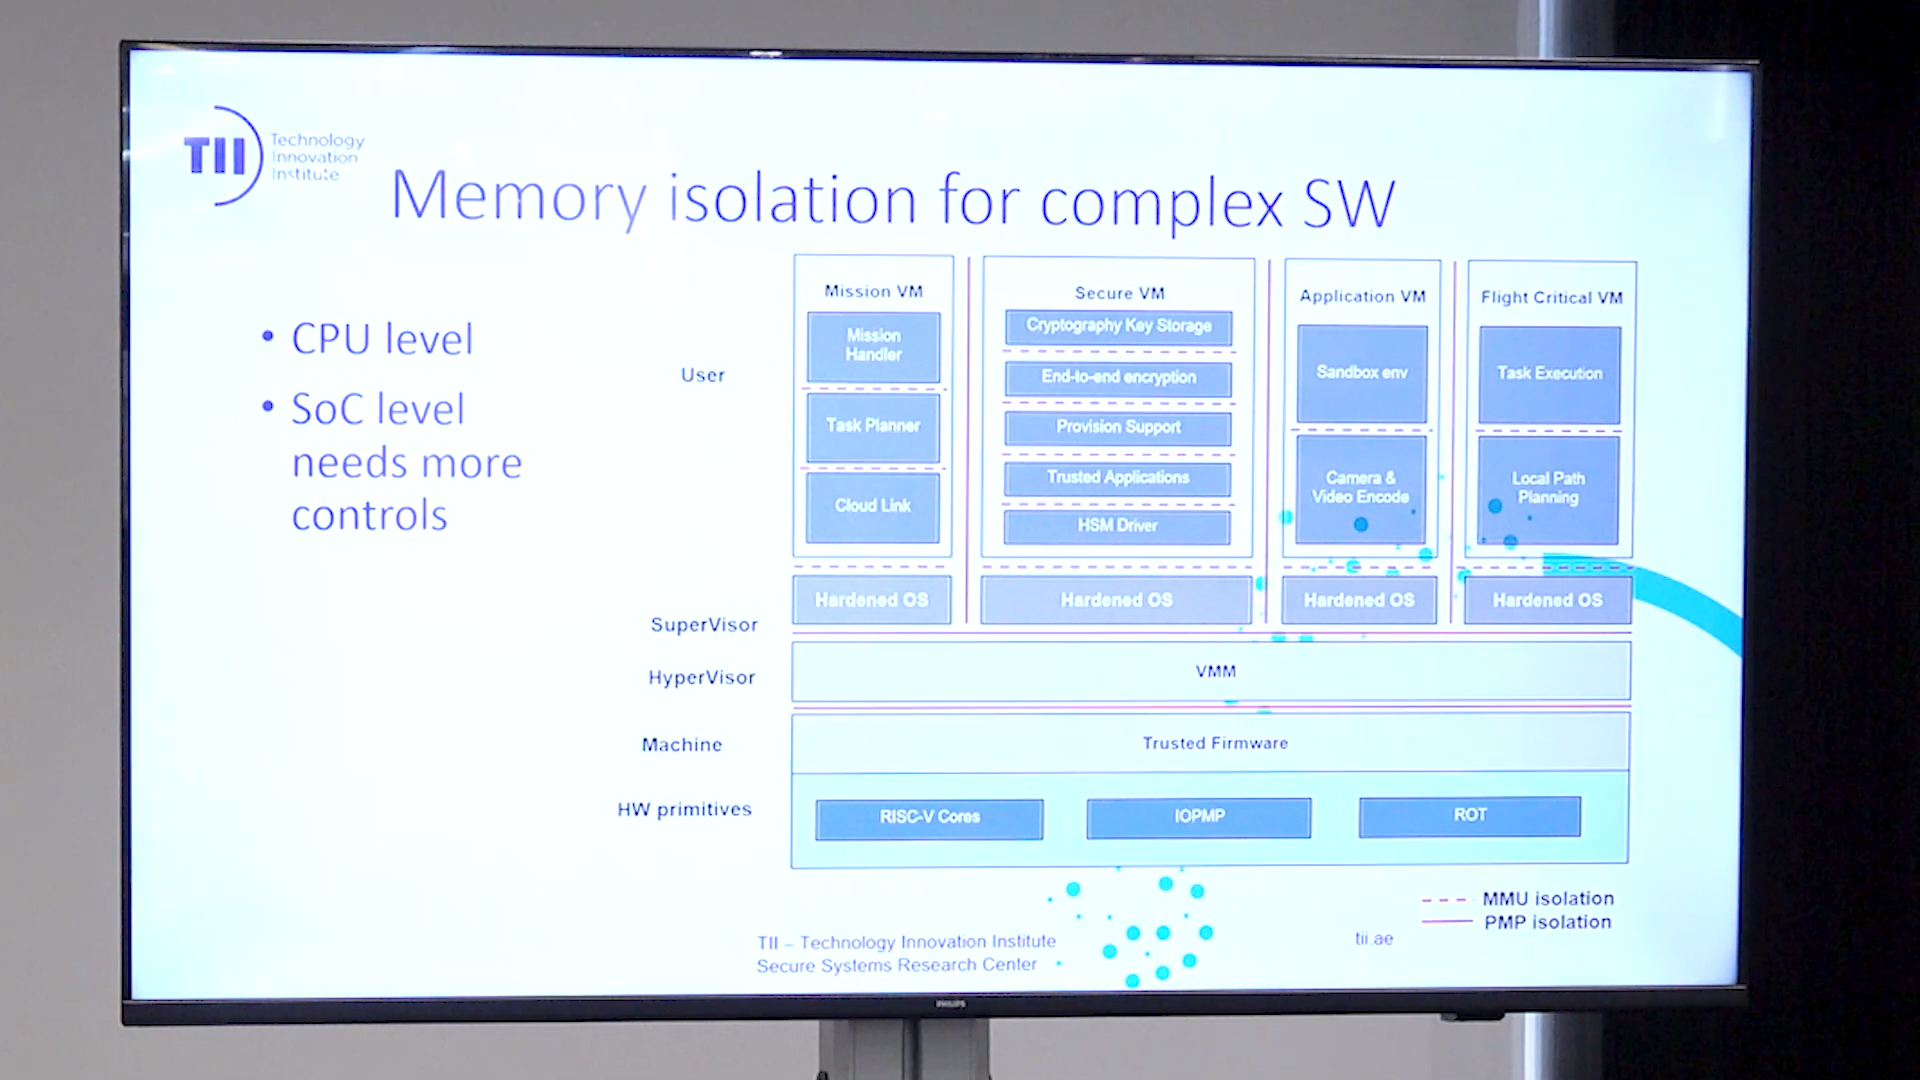 TII
Technology
Innovation
Institute
Memory isolation for complex SW
• CPU level
• SoC level
needs more
controls
User
SuperVisor
HyperVisor
Machine
HW primitives
Mission VM
Mission
Handler
Task Planner
Cloud Link
Hardened OS
Secure VM
Cryptography Key Storage
End-to-end encryption
Provision Support
Trusted Applications
HSM Driver
Hardened OS
Application VM
Sandbox env
Camera &
Video Encode
Hardened OS
Flight Critical VM
Task Execution
Local Path
Planning
Hardened OS
VMM
Trusted Firmware
RISC-V Cores
IOPMP
ROT
MMU isolation
PMP isolation
TII – Technology Innovation Institute
Secure Systems Research Center
tii.ae
PHILIPS